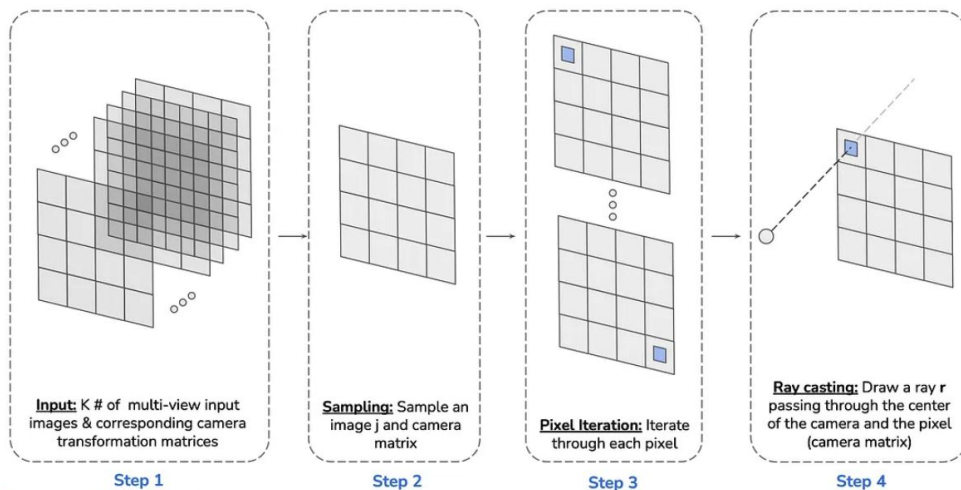 Input: K # of multi-view input
images & corresponding camera
transformation matrices
Step 1
Sampling: Sample an
image j and camera
matrix
Step 2
Pixel Iteration: Iterate
through each pixel
Step 3
Ray casting: Draw a ray r
passing through the center
of the camera and the pixel
(camera matrix)
Step 4